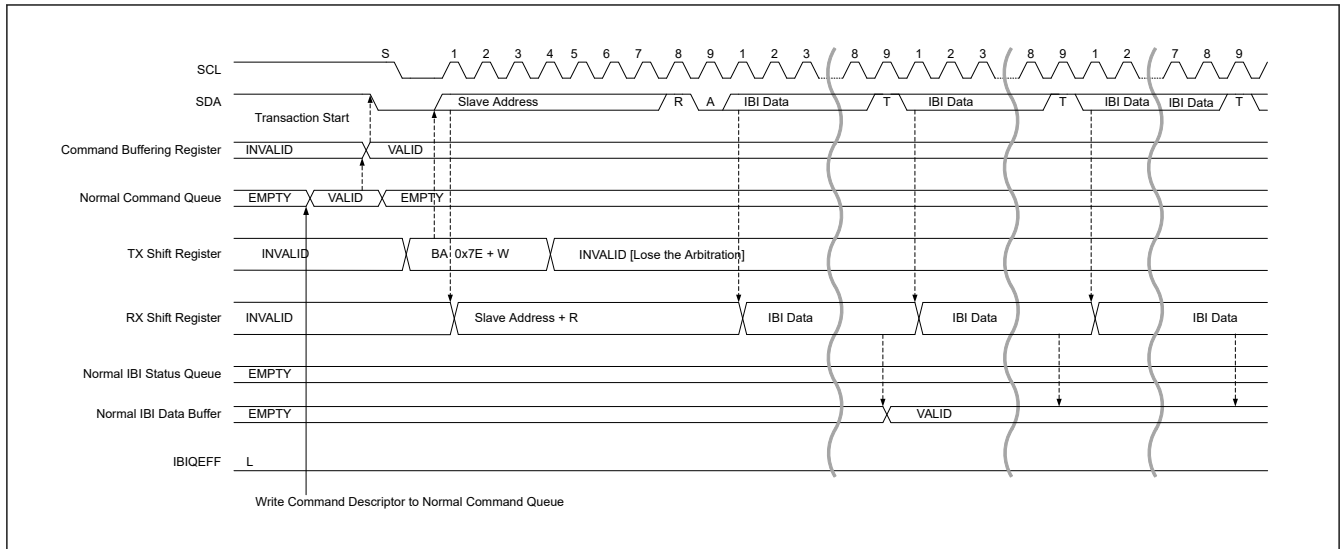 S 1 2 3 4 5 6 7 8 9 1 2 3 8 9 1 2 3 8 9 1 2 7 8 9
SCL
SDA Slave Address R A IBI Data T IBI Data T IBI Data IBI Data T
Transaction Start
Command Buffering Register INVALID VALID
Normal Command Queue EMPTY VALID EMPTY
TX Shift Register INVALID BA 0x7E + W INVALID [Lose the Arbitration]
RX Shift Register INVALID Slave Address + R IBI Data IBI Data IBI Data
Normal IBI Status Queue EMPTY
Normal IBI Data Buffer EMPTY VALID
IBIQEFF L
Write Command Descriptor to Normal Command Queue